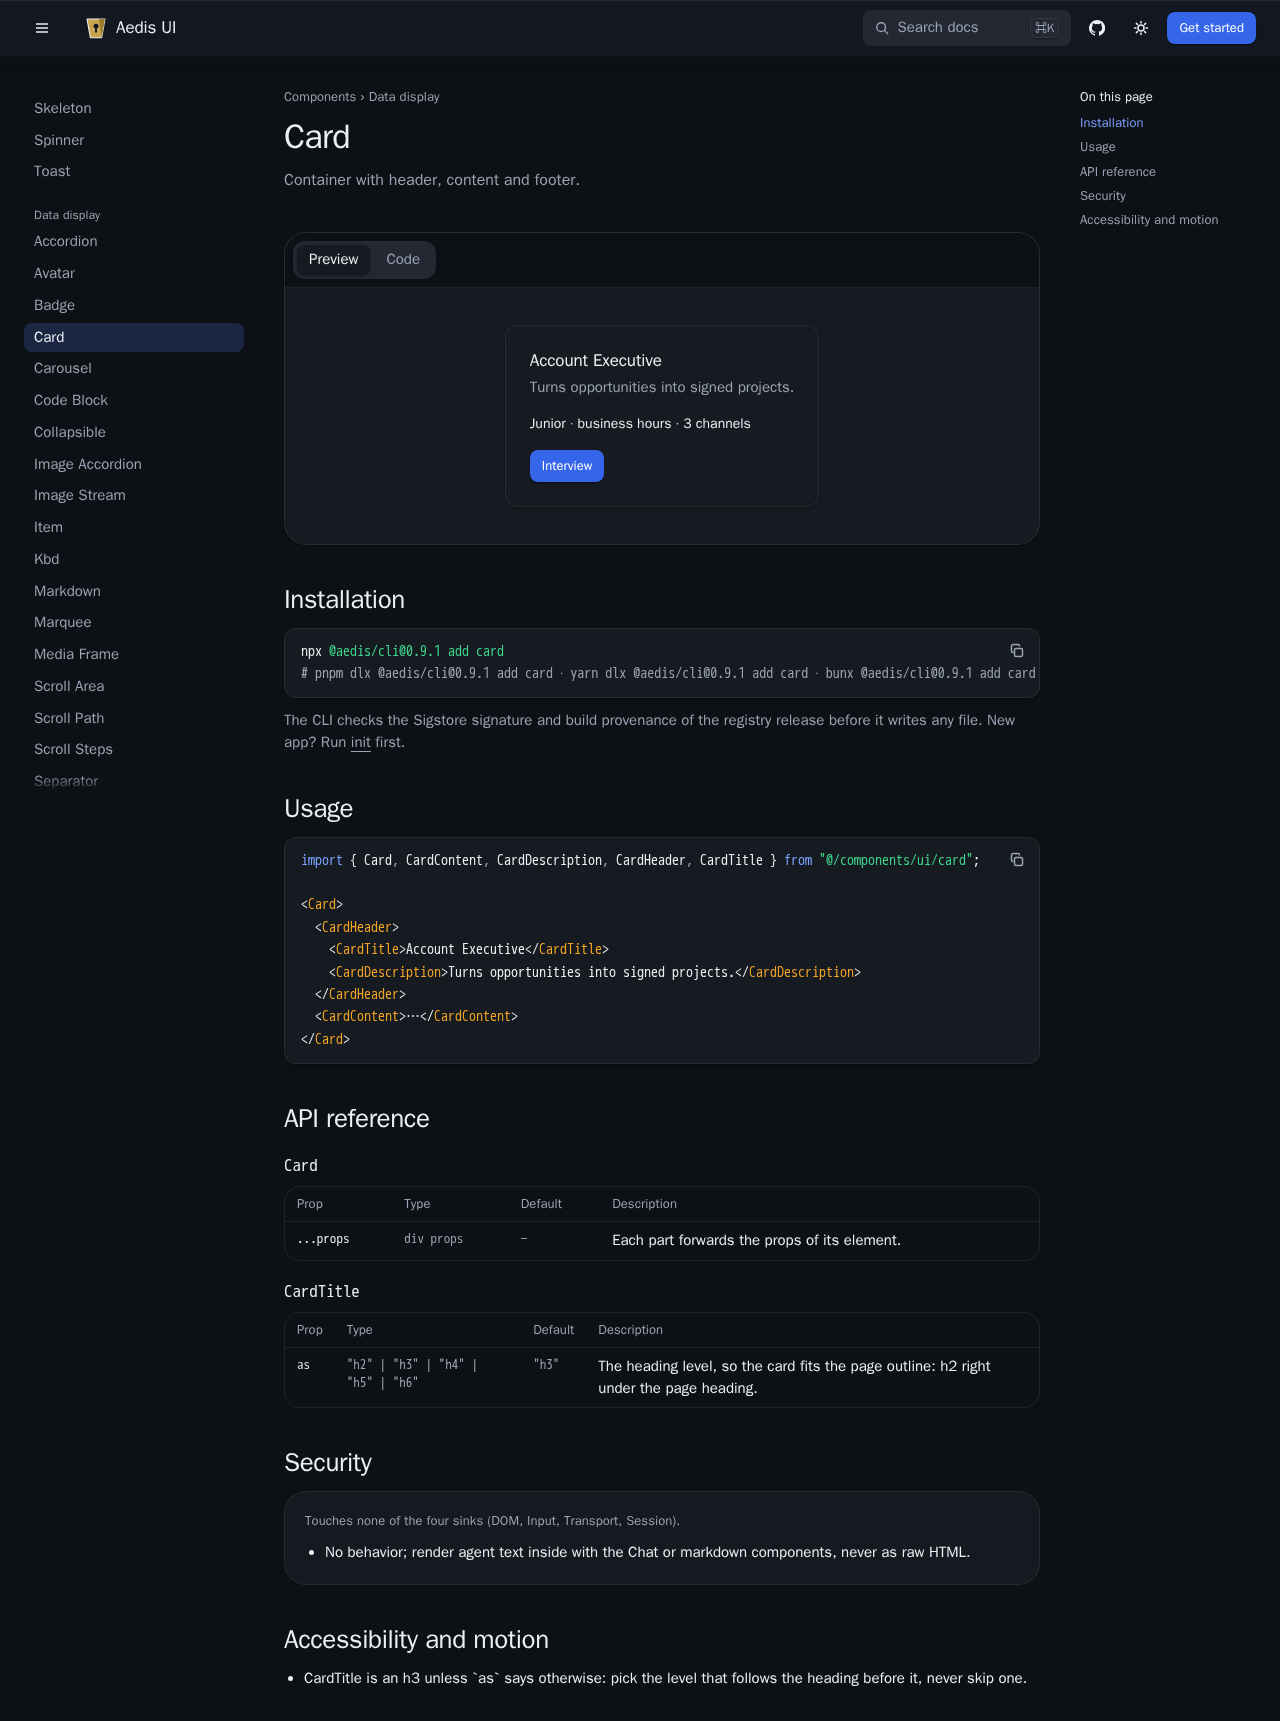 Aedis UI
Search docs
⌘K
Get started
Skeleton
Spinner
Toast
Data display
Accordion
Avatar
Badge
Card
Carousel
Code Block
Collapsible
Image Accordion
Image Stream
Item
Kbd
Markdown
Marquee
Media Frame
Scroll Area
Scroll Path
Scroll Steps
Separator
Components › Data display
Card
Container with header, content and footer.
Preview
Code
Account Executive
Turns opportunities into signed projects.
Junior · business hours · 3 channels
Interview
Installation
npx @aedis/cli@0.9.1 add card
# pnpm dlx @aedis/cli@0.9.1 add card · yarn dlx @aedis/cli@0.9.1 add card · bunx @aedis/cli@0.9.1 add card
The CLI checks the Sigstore signature and build provenance of the registry release before it writes any file. New
app? Run init first.
Usage
import { Card, CardContent, CardDescription, CardHeader, CardTitle } from "@/components/ui/card";
<Card>
  <CardHeader>
    <CardTitle>Account Executive</CardTitle>
    <CardDescription>Turns opportunities into signed projects.</CardDescription>
  </CardHeader>
  <CardContent>…</CardContent>
</Card>
API reference
Card
Prop Type Default Description
...props div props — Each part forwards the props of its element.
CardTitle
Prop Type Default Description
as "h2" | "h3" | "h4" | "h3" The heading level, so the card fits the page outline: h2 right
"h5" | "h6" under the page heading.
Security
Touches none of the four sinks (DOM, Input, Transport, Session).
• No behavior; render agent text inside with the Chat or markdown components, never as raw HTML.
Accessibility and motion
• CardTitle is an h3 unless `as` says otherwise: pick the level that follows the heading before it, never skip one.
On this page
Installation
Usage
API reference
Security
Accessibility and motion